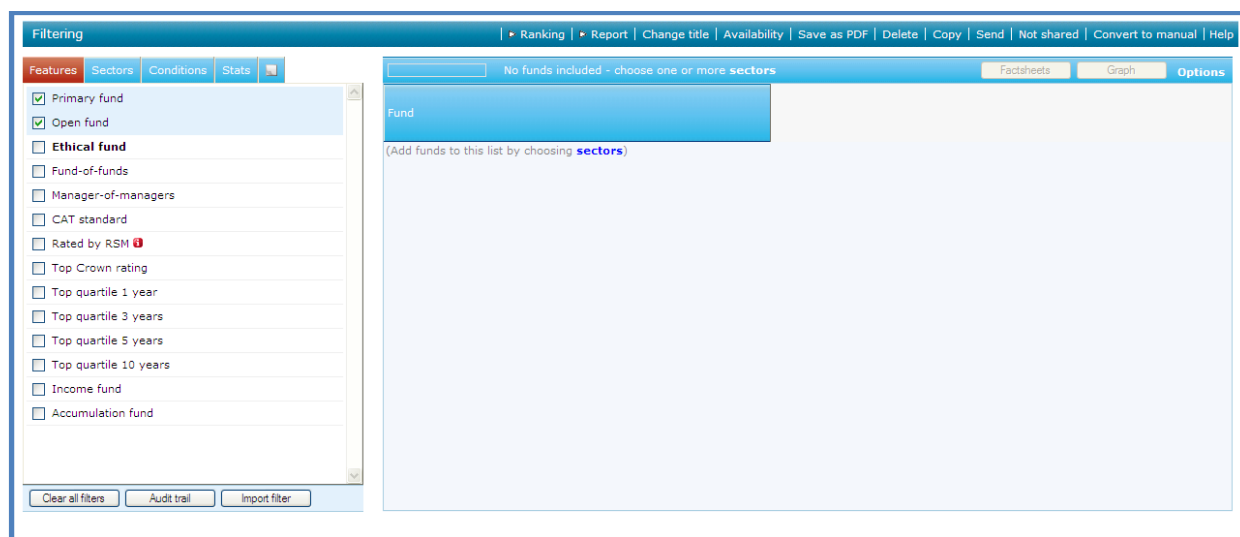 Filtering
Ranking | Report | Change title | Availability | Save as PDF | Delete | Copy | Send | Not shared | Convert to manual | Help
Features Sectors Conditions Stats
No funds included - choose one or more sectors Factsheets Graph Options
Primary fund
Open fund
Ethical fund
Fund-of-funds
Manager-of-managers
CAT standard
Rated by RSM
Top Crown rating
Top quartile 1 year
Top quartile 3 years
Top quartile 5 years
Top quartile 10 years
Income fund
Accumulation fund
Clear all filters Audit trail Import filter
Fund
(Add funds to this list by choosing sectors)